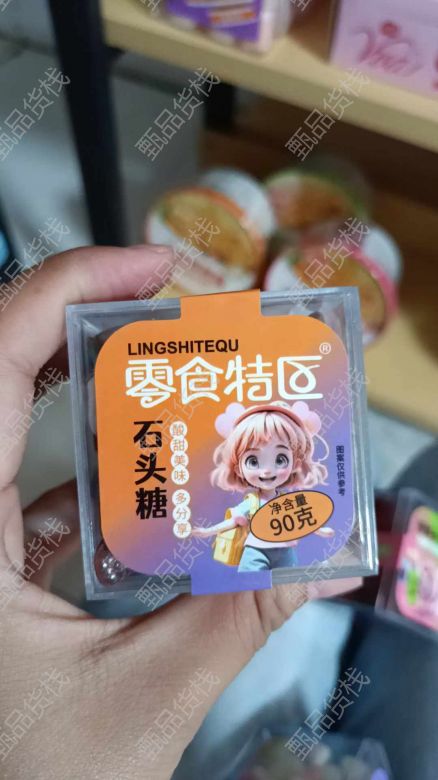 LINGSHITEQU
零食特区®
石头糖
酸甜美味
多分享
图案仅供参考
净含量
90克
甄品货栈